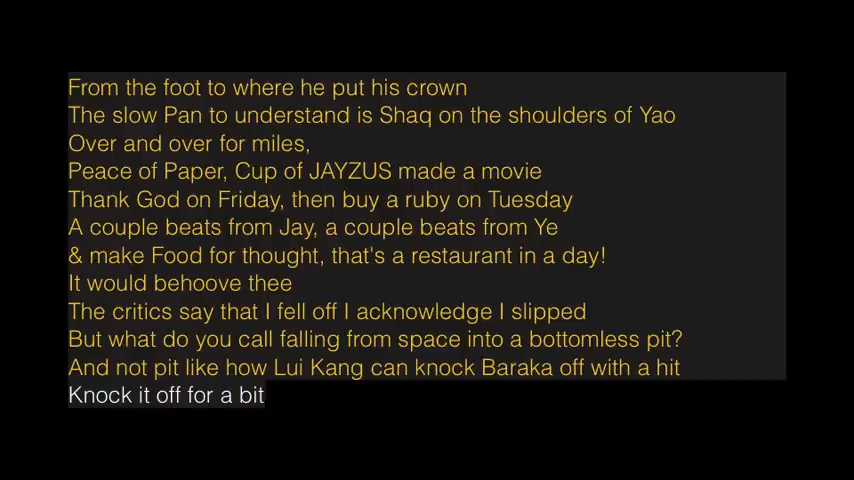 From the foot to where he put his crown
The slow Pan to understand is Shaq on the shoulders of Yao
Over and over for miles,
Peace of Paper, Cup of JAYZUS made a movie
Thank God on Friday, then buy a ruby on Tuesday
A couple beats from Jay, a couple beats from Ye
& make Food for thought, that's a restaurant in a day!
It would behoove thee
The critics say that I fell off I acknowledge I slipped
But what do you call falling from space into a bottomless pit?
And not pit like how Lui Kang can knock Baraka off with a hit
Knock it off for a bit